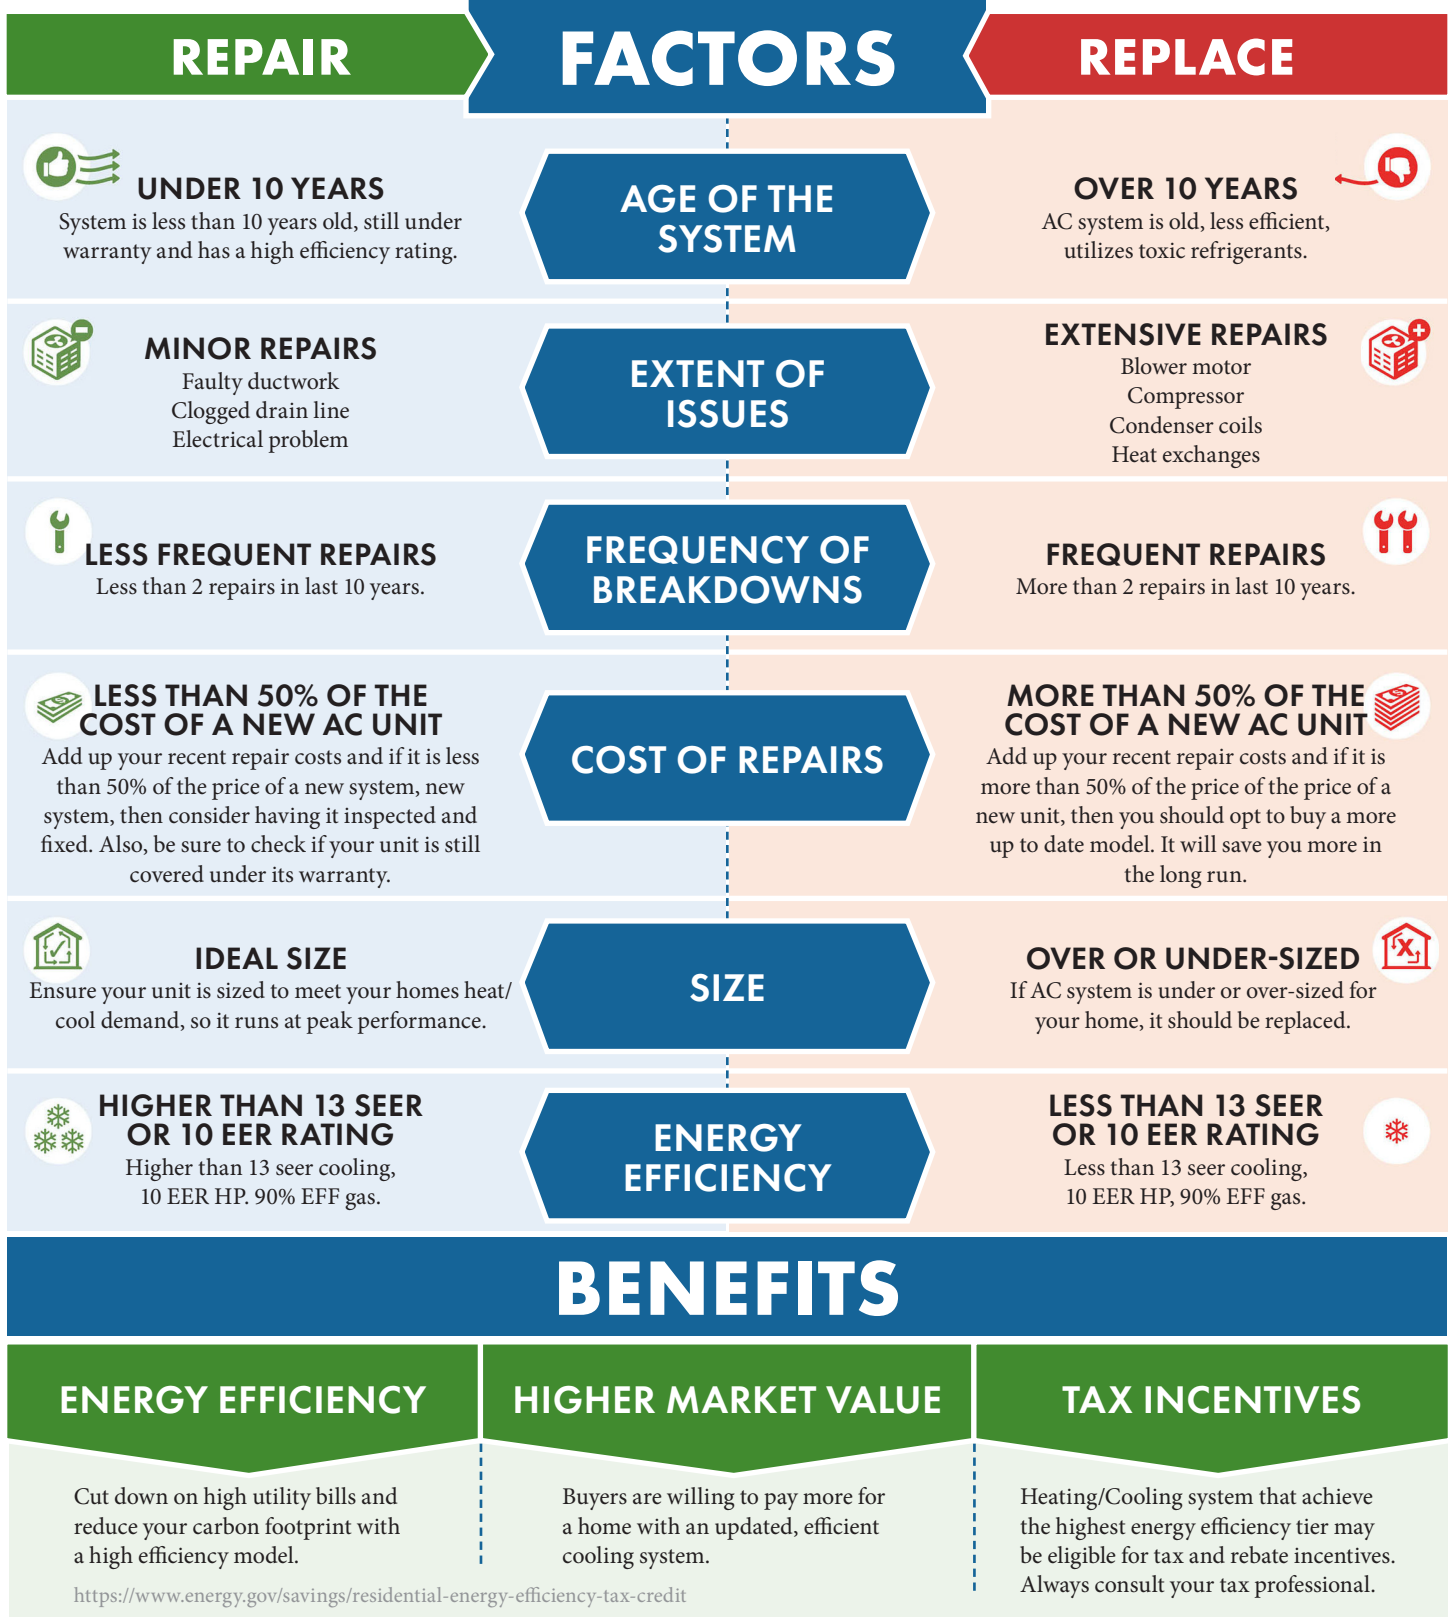 REPAIR
FACTORS
REPLACE
UNDER 10 YEARS
System is less than 10 years old, still under
warranty and has a high efficiency rating.
AGE OF THE
SYSTEM
OVER 10 YEARS
AC system is old, less efficient,
utilizes toxic refrigerants.
MINOR REPAIRS
Faulty ductwork
Clogged drain line
Electrical problem
EXTENT OF
ISSUES
EXTENSIVE REPAIRS
Blower motor
Compressor
Condenser coils
Heat exchanges
LESS FREQUENT REPAIRS
Less than 2 repairs in last 10 years.
FREQUENCY OF
BREAKDOWNS
FREQUENT REPAIRS
More than 2 repairs in last 10 years.
LESS THAN 50% OF THE
COST OF A NEW AC UNIT
Add up your recent repair costs and if it is less
than 50% of the price of a new system, new
system, then consider having it inspected and
fixed. Also, be sure to check if your unit is still
covered under its warranty.
COST OF REPAIRS
MORE THAN 50% OF THE
COST OF A NEW AC UNIT
Add up your recent repair costs and if it is
more than 50% of the price of the price of a
new unit, then you should opt to buy a more
up to date model. It will save you more in
the long run.
IDEAL SIZE
Ensure your unit is sized to meet your homes heat/
cool demand, so it runs at peak performance.
SIZE
OVER OR UNDER-SIZED
If AC system is under or over-sized for
your home, it should be replaced.
HIGHER THAN 13 SEER
OR 10 EER RATING
Higher than 13 seer cooling,
10 EER HP. 90% EFF gas.
ENERGY
EFFICIENCY
LESS THAN 13 SEER
OR 10 EER RATING
Less than 13 seer cooling,
10 EER HP, 90% EFF gas.
BENEFITS
ENERGY EFFICIENCY
Cut down on high utility bills and
reduce your carbon footprint with
a high efficiency model.
HIGHER MARKET VALUE
Buyers are willing to pay more for
a home with an updated, efficient
cooling system.
TAX INCENTIVES
Heating/Cooling system that achieve
the highest energy efficiency tier may
be eligible for tax and rebate incentives.
Always consult your tax professional.
https://www.energy.gov/savings/residential-energy-efficiency-tax-credit